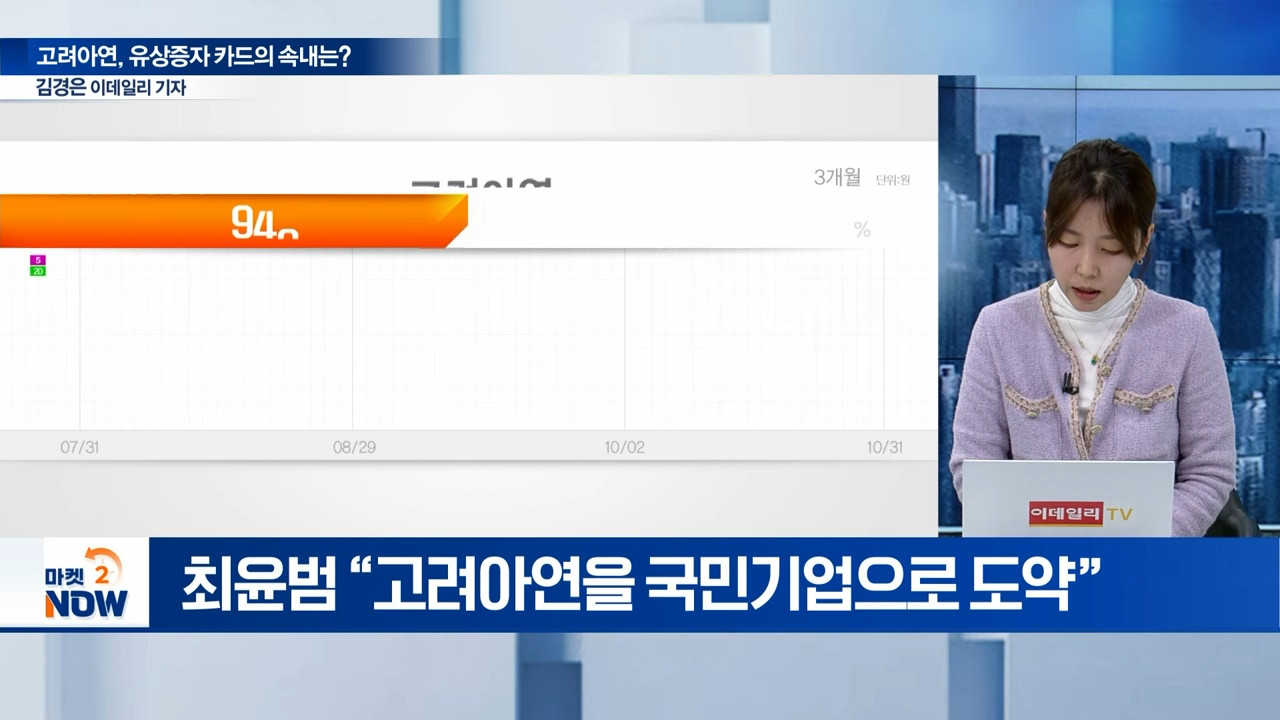 고려아연, 유상증자 카드의 속내는?
김경은 이데일리 기자
3개월 단위:원
94
%
5
20
07/31 08/29 10/02 10/31
이데일리TV
마켓 2
NOW
최윤범 “고려아연을 국민기업으로 도약”